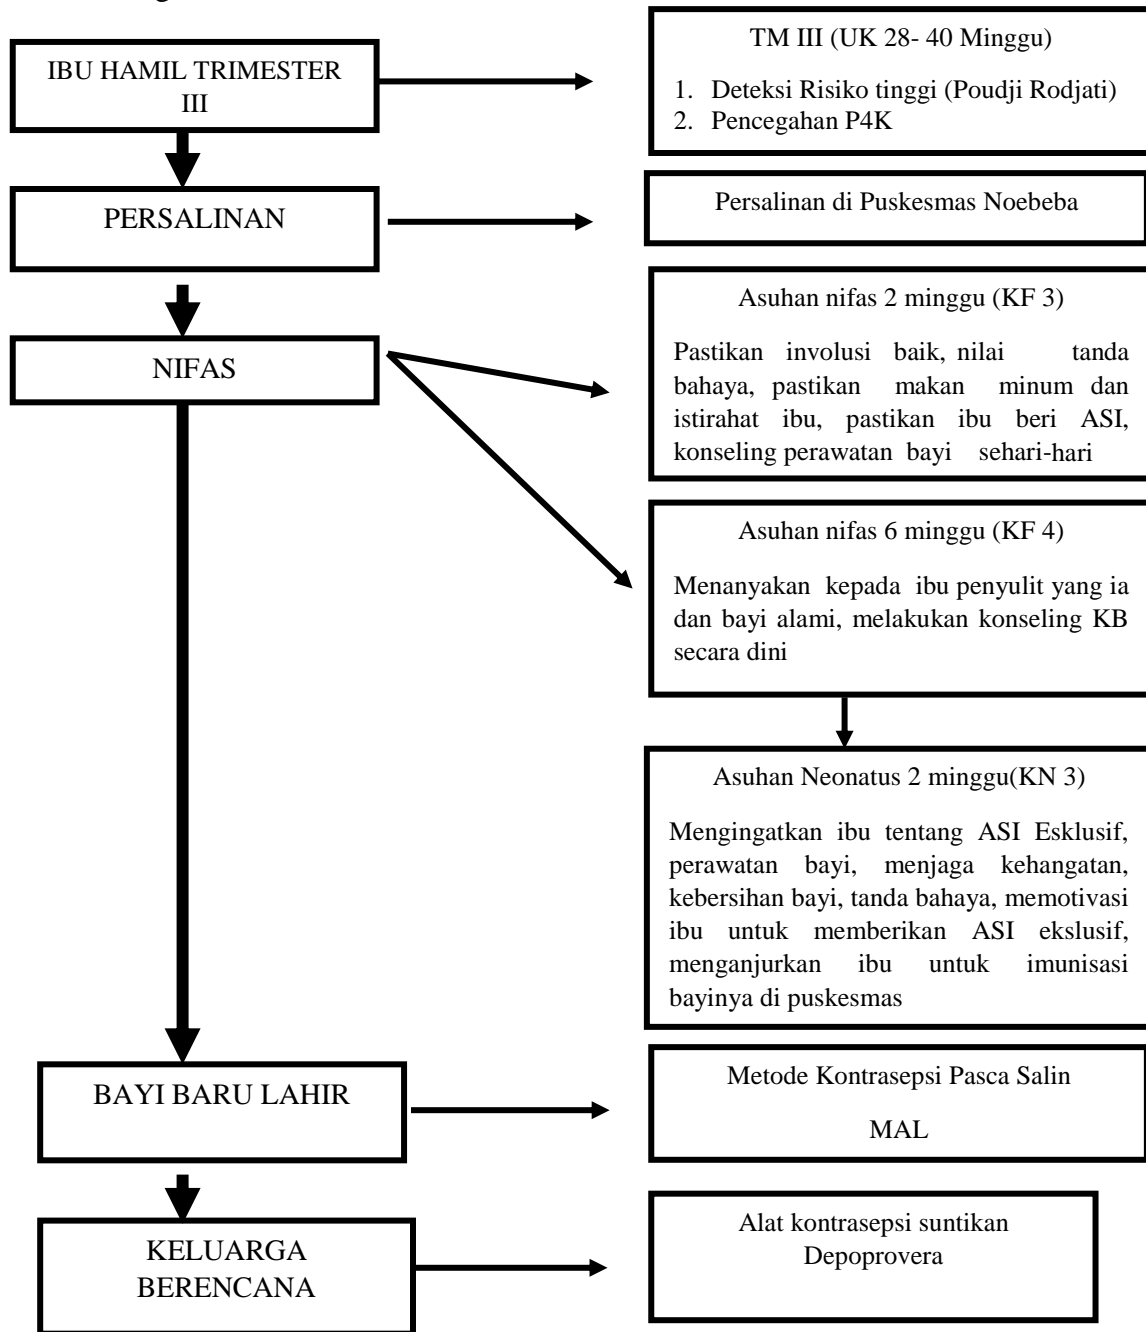 IBU HAMIL TRIMESTER
III
TM III (UK 28- 40 Minggu)
1. Deteksi Risiko tinggi (Poudji Rodjati)
2. Pencegahan P4K
PERSALINAN
Persalinan di Puskesmas Noebeba
NIFAS
Asuhan nifas 2 minggu (KF 3)
Pastikan involusi baik, nilai tanda
bahaya, pastikan makan minum dan
istirahat ibu, pastikan ibu beri ASI,
konseling perawatan bayi sehari-hari
Asuhan nifas 6 minggu (KF 4)
Menanyakan kepada ibu penyulit yang ia
dan bayi alami, melakukan konseling KB
secara dini
Asuhan Neonatus 2 minggu(KN 3)
Mengingatkan ibu tentang ASI Esklusif,
perawatan bayi, menjaga kehangatan,
kebersihan bayi, tanda bahaya, memotivasi
ibu untuk memberikan ASI ekslusif,
menganjurkan ibu untuk imunisasi
bayinya di puskesmas
BAYI BARU LAHIR
Metode Kontrasepsi Pasca Salin
MAL
KELUARGA
BERENCANA
Alat kontrasepsi suntikan
Depoprovera